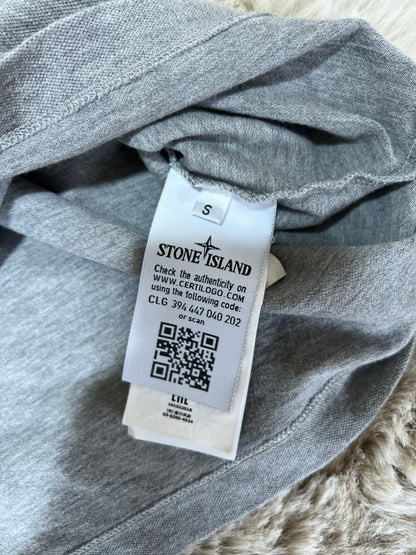 S
STONE ISLAND
Check the authenticity on
WWW.CERTILOGO.COM
using the following code:
CLG 394 447 040 202
or scan